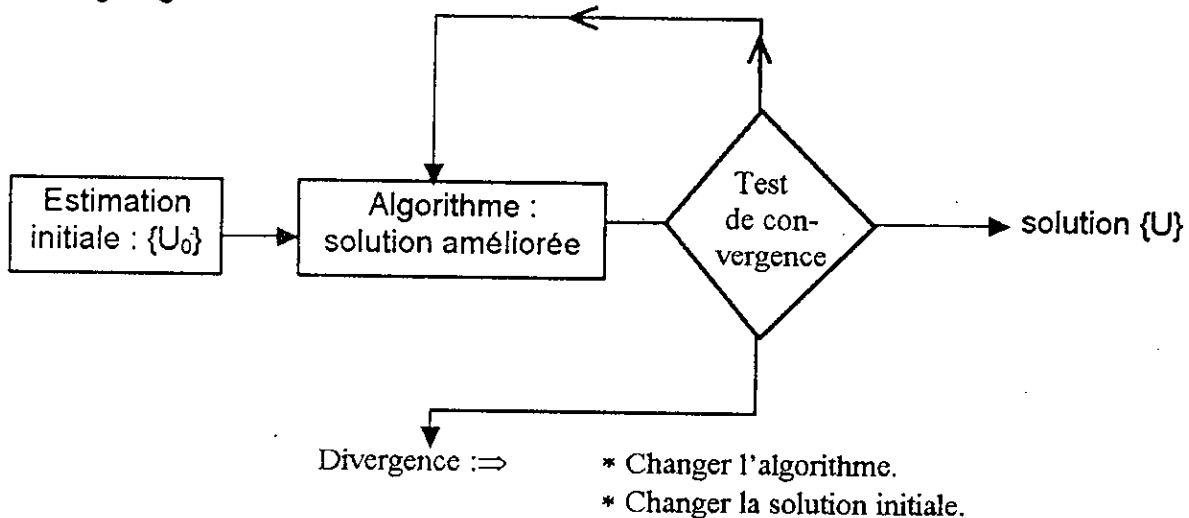 Estimation
initiale : {U₀}
Algorithme :
solution améliorée
Test
de con-
vergence
solution {U}
Divergence :⇒
* Changer l'algorithme.
* Changer la solution initiale.